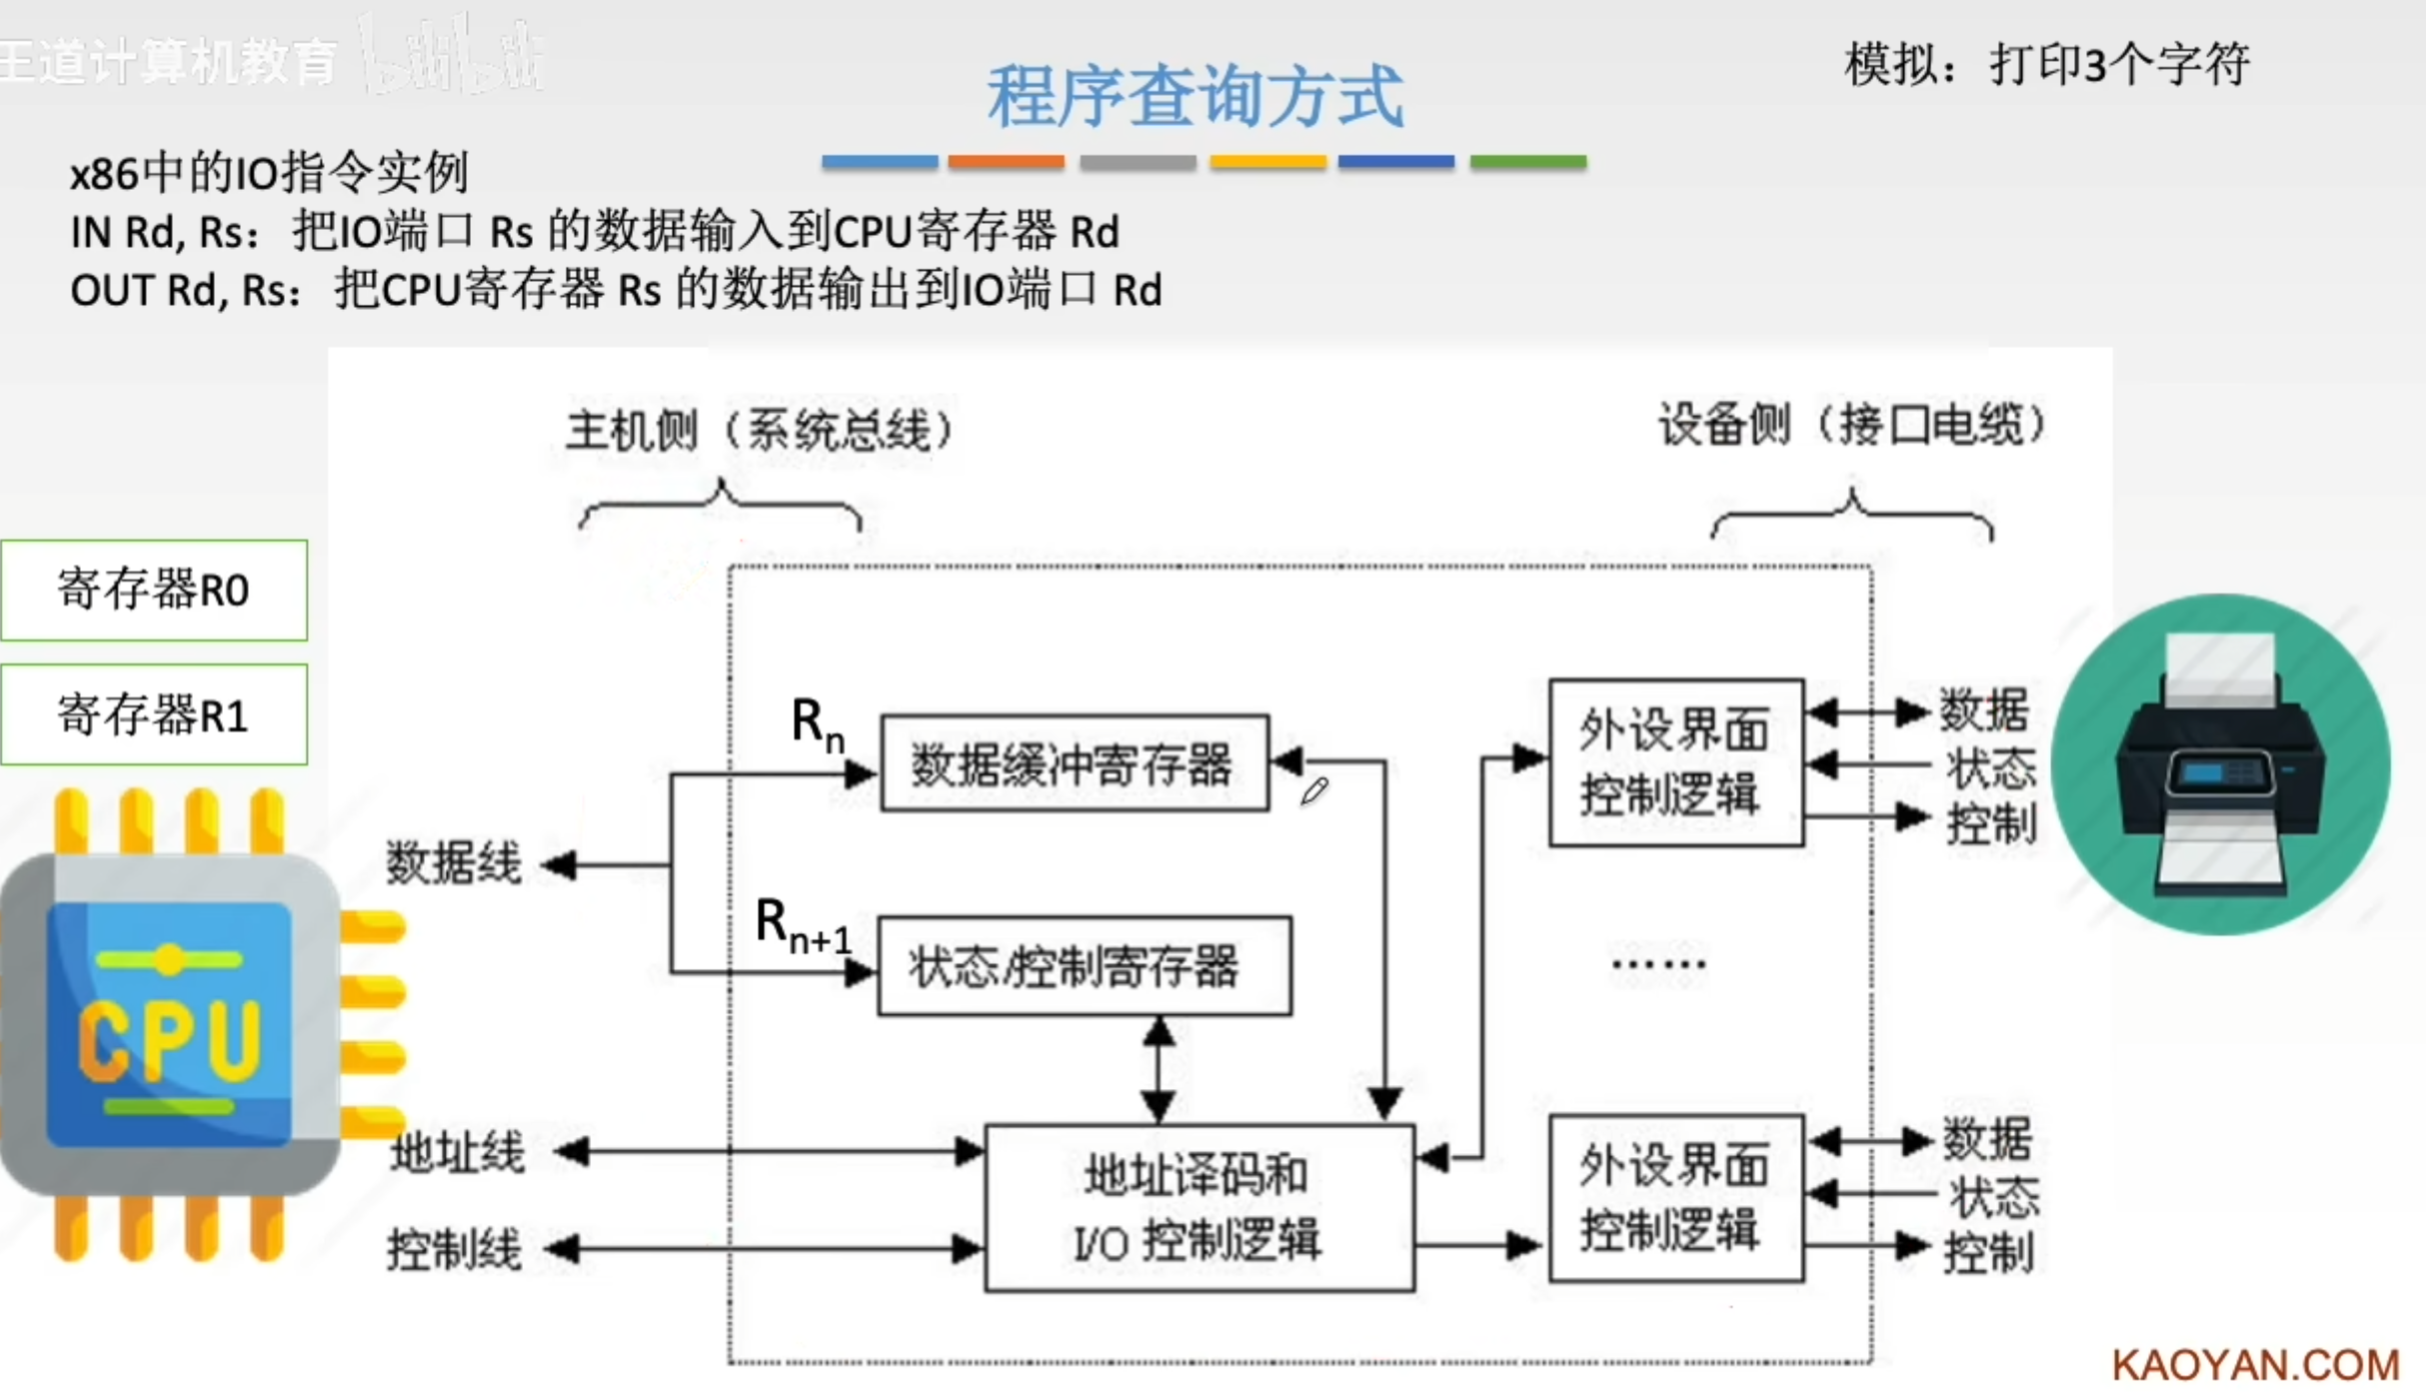 王道计算机教育 bilibili
程序查询方式
模拟：打印3个字符
x86中的IO指令实例
IN Rd, Rs：把IO端口 Rs 的数据输入到CPU寄存器 Rd
OUT Rd, Rs：把CPU寄存器 Rs 的数据输出到IO端口 Rd
主机侧（系统总线）
设备侧（接口电缆）
寄存器R0
寄存器R1
Rn
数据缓冲寄存器
外设界面
控制逻辑
数据
状态
控制
数据线
Rn+1
状态/控制寄存器
……
CPU
地址线
控制线
地址译码和
I/O 控制逻辑
外设界面
控制逻辑
数据
状态
控制
KAOYAN.COM